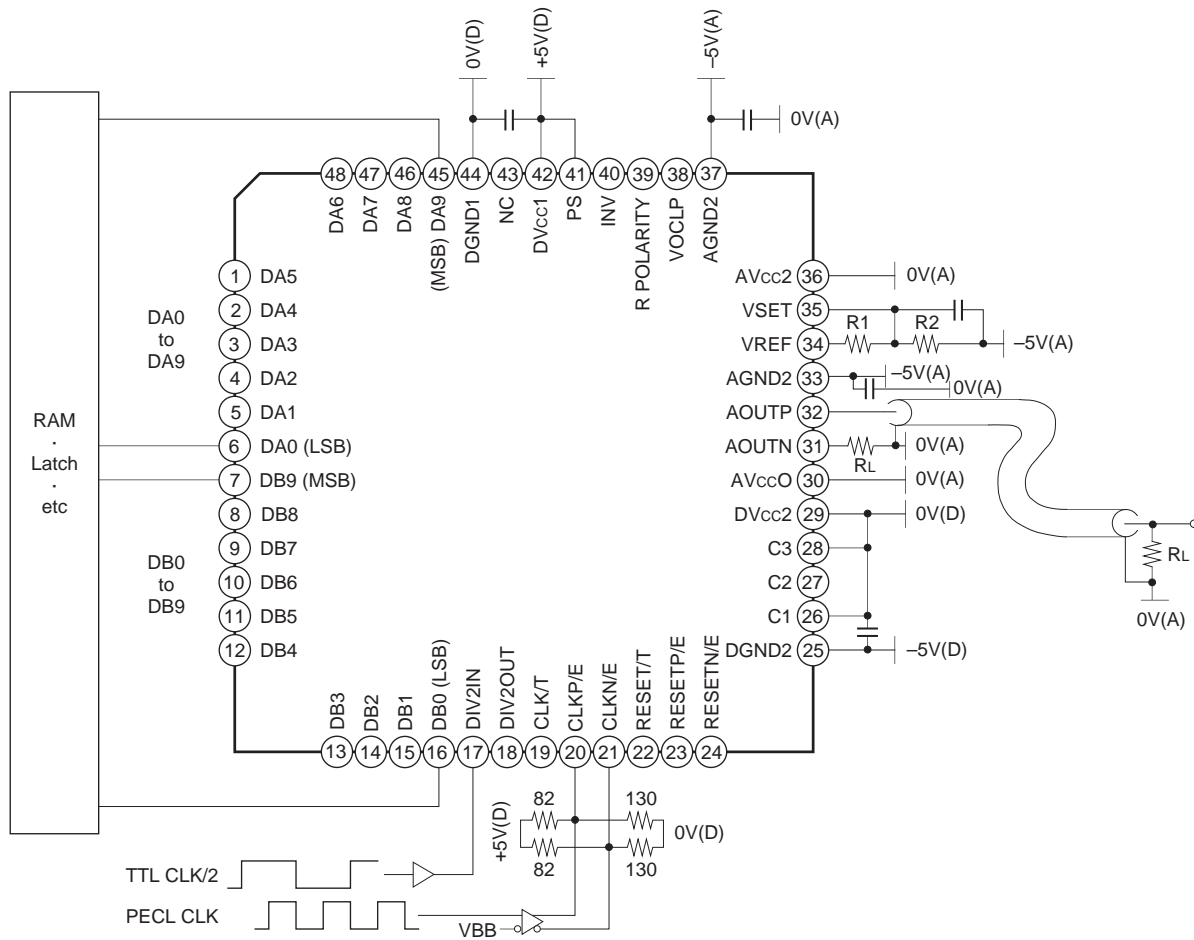 0V(D)
+5V(D)
–5V(A)
0V(A)
48
47
46
45
44
43
42
41
40
39
38
37
DA6
DA7
DA8
(MSB) DA9
DGND1
NC
DVcc1
PS
INV
R POLARITY
VOCLP
AGND2
RAM
·
Latch
·
etc
DA0
to
DA9
DB0
to
DB9
1 DA5
2 DA4
3 DA3
4 DA2
5 DA1
6 DA0 (LSB)
7 DB9 (MSB)
8 DB8
9 DB7
10 DB6
11 DB5
12 DB4
AVcc2 36 0V(A)
VSET 35
R1 R2
VREF 34 –5V(A)
AGND2 33 –5V(A)
0V(A)
AOUTP 32
AOUTN 31 0V(A)
RL
AVccO 30 0V(A)
DVcc2 29 0V(D)
C3 28
C2 27
C1 26
DGND2 25 –5V(D)
RL
0V(A)
DB3
DB2
DB1
DB0 (LSB)
DIV2IN
DIV2OUT
CLK/T
CLKP/E
CLKN/E
RESET/T
RESETP/E
RESETN/E
13
14
15
16
17
18
19
20
21
22
23
24
82 130
+5V(D) 0V(D)
82 130
TTL CLK/2
PECL CLK
VBB